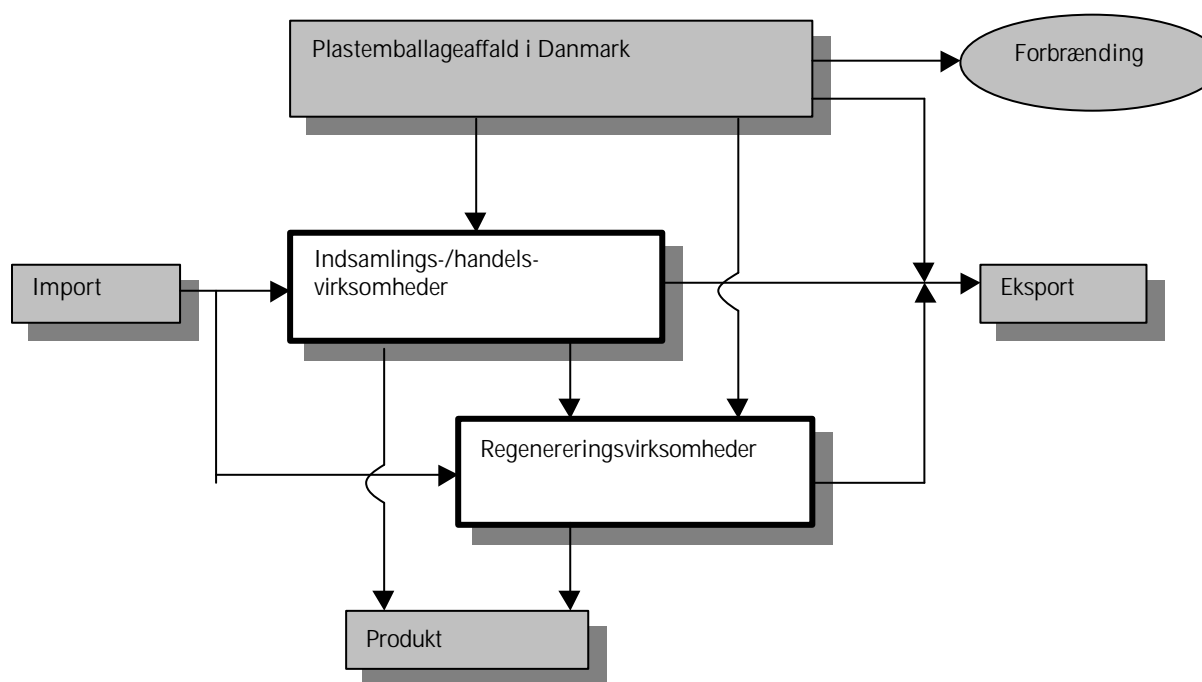 Plastemballageaffald i Danmark
Forbrænding
Indsamlings-/handels-
virksomheder
Import
Eksport
Regenereringsvirksomheder
Produkt